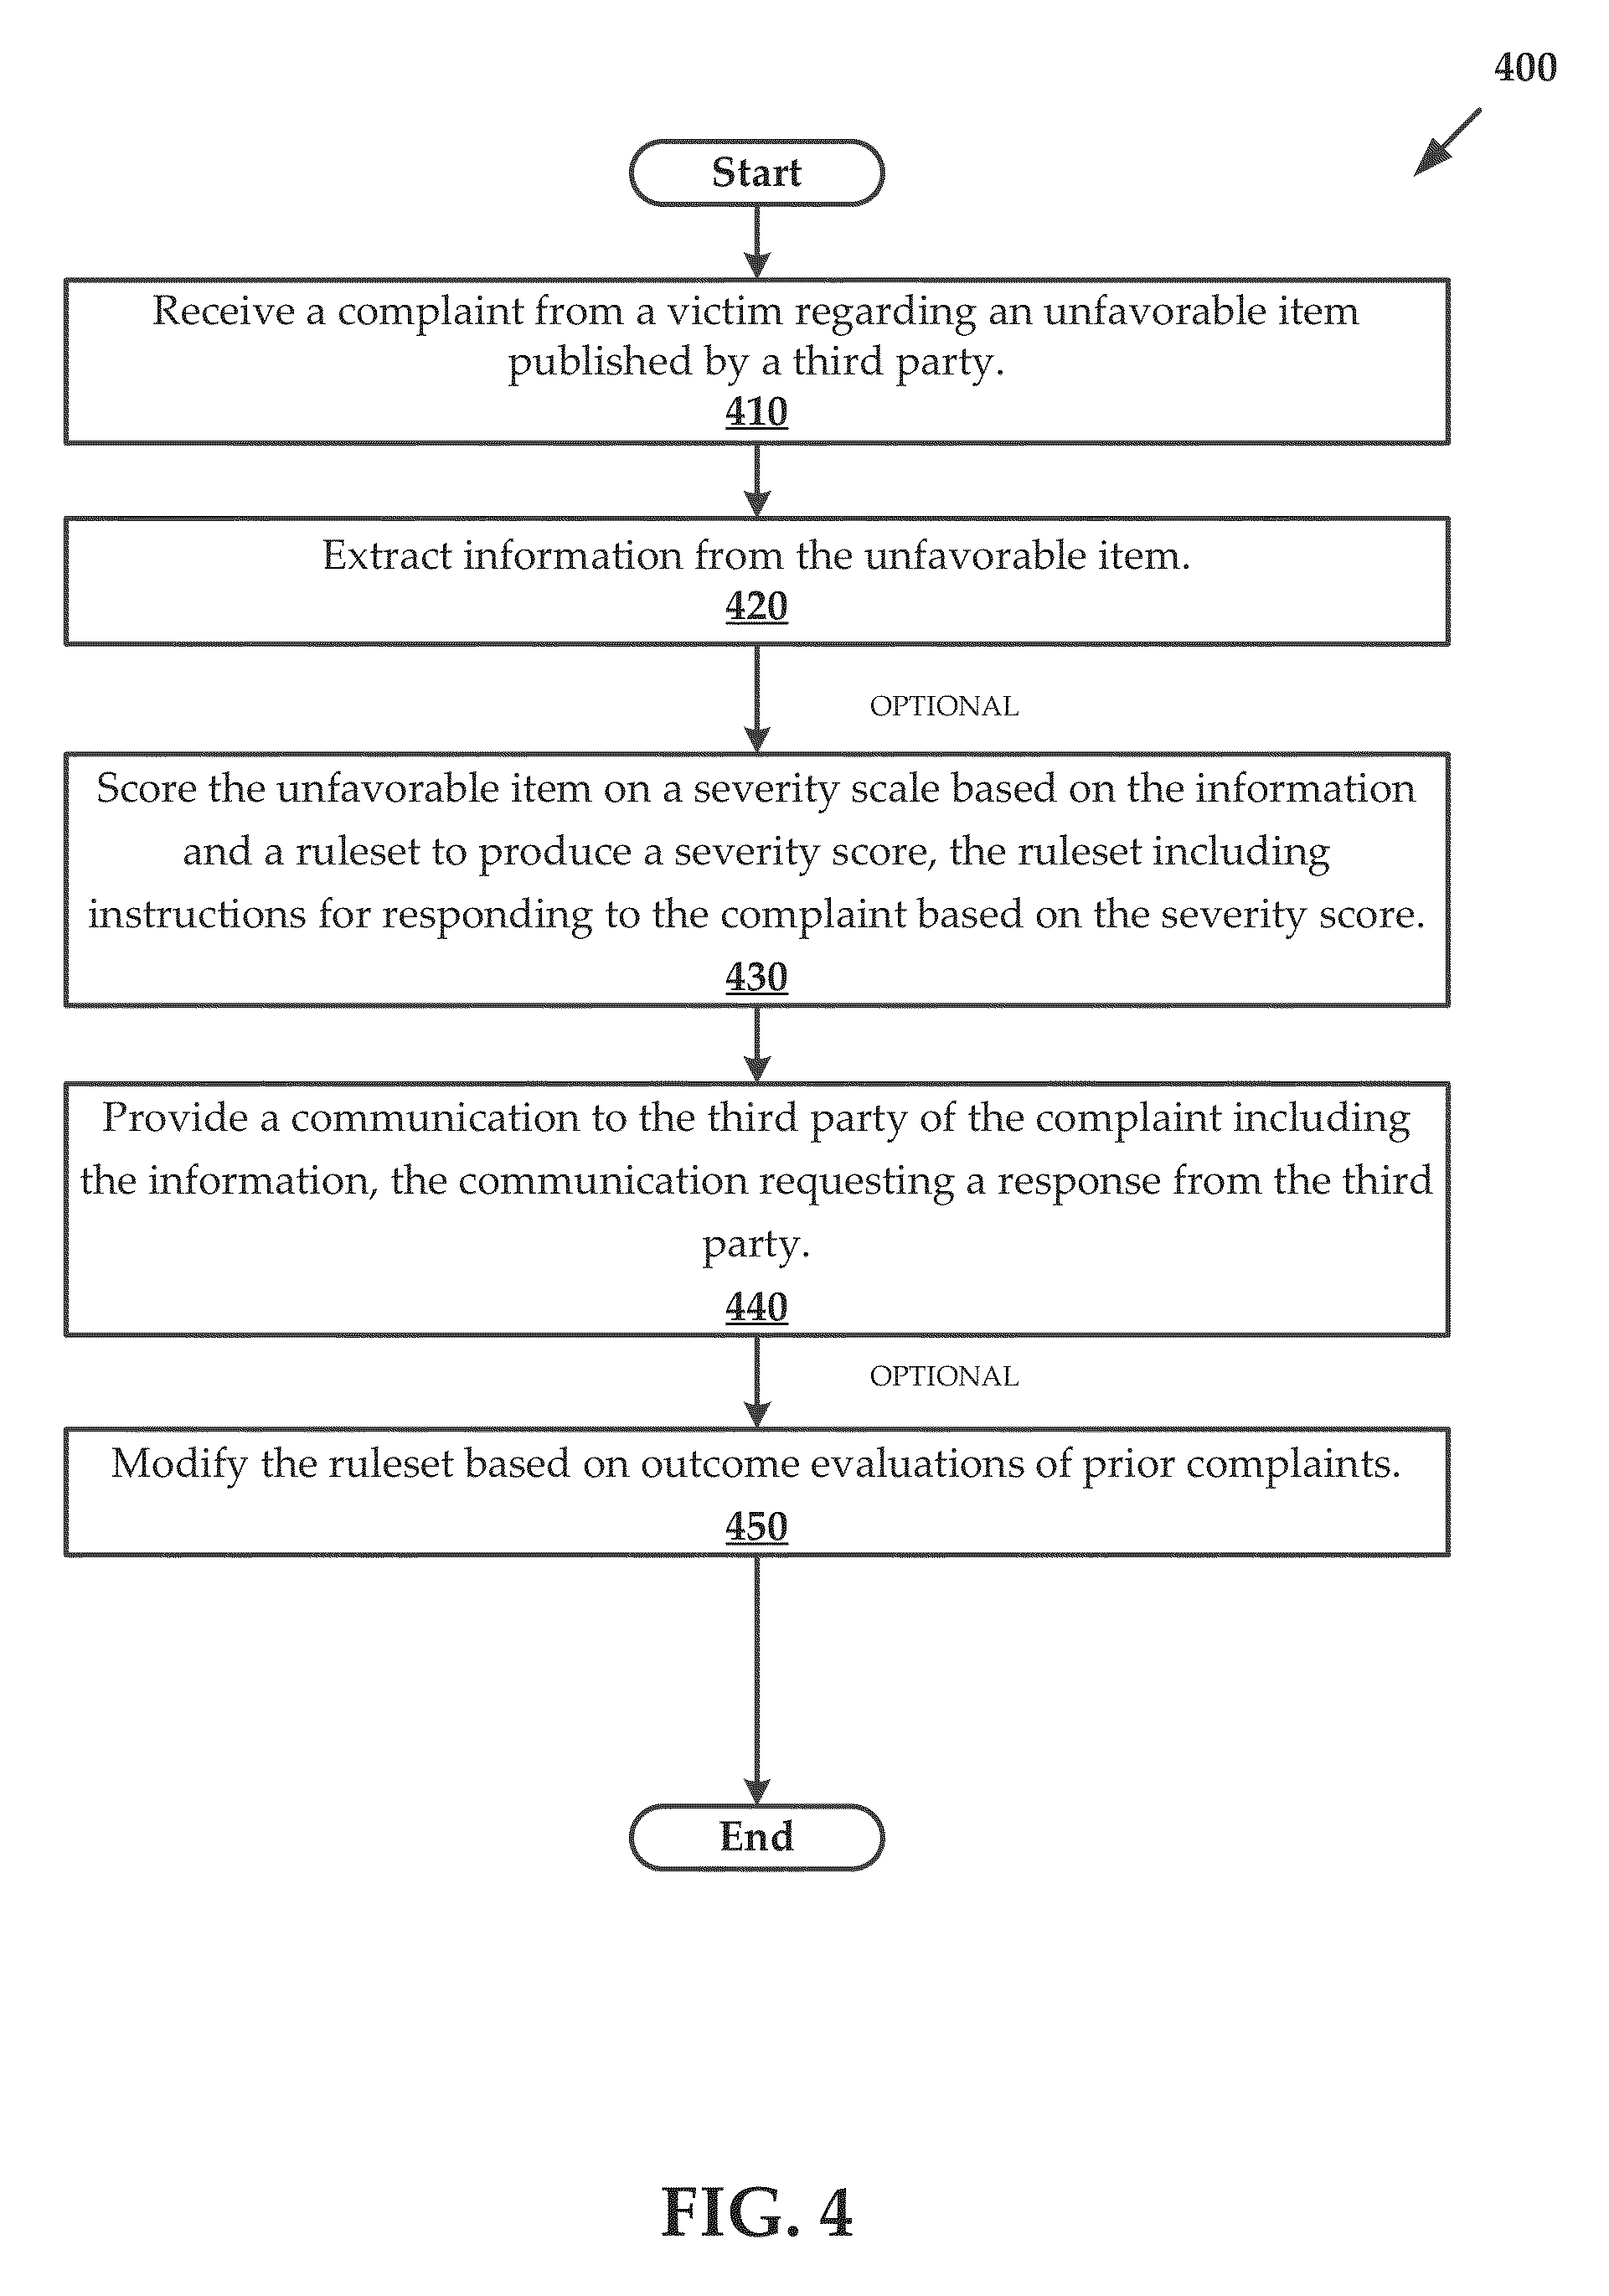 400
Start
Receive a complaint from a victim regarding an unfavorable item
published by a third party.
410
Extract information from the unfavorable item.
420
OPTIONAL
Score the unfavorable item on a severity scale based on the information
and a ruleset to produce a severity score, the ruleset including
instructions for responding to the complaint based on the severity score.
430
Provide a communication to the third party of the complaint including
the information, the communication requesting a response from the third
party.
440
OPTIONAL
Modify the ruleset based on outcome evaluations of prior complaints.
450
End
FIG. 4